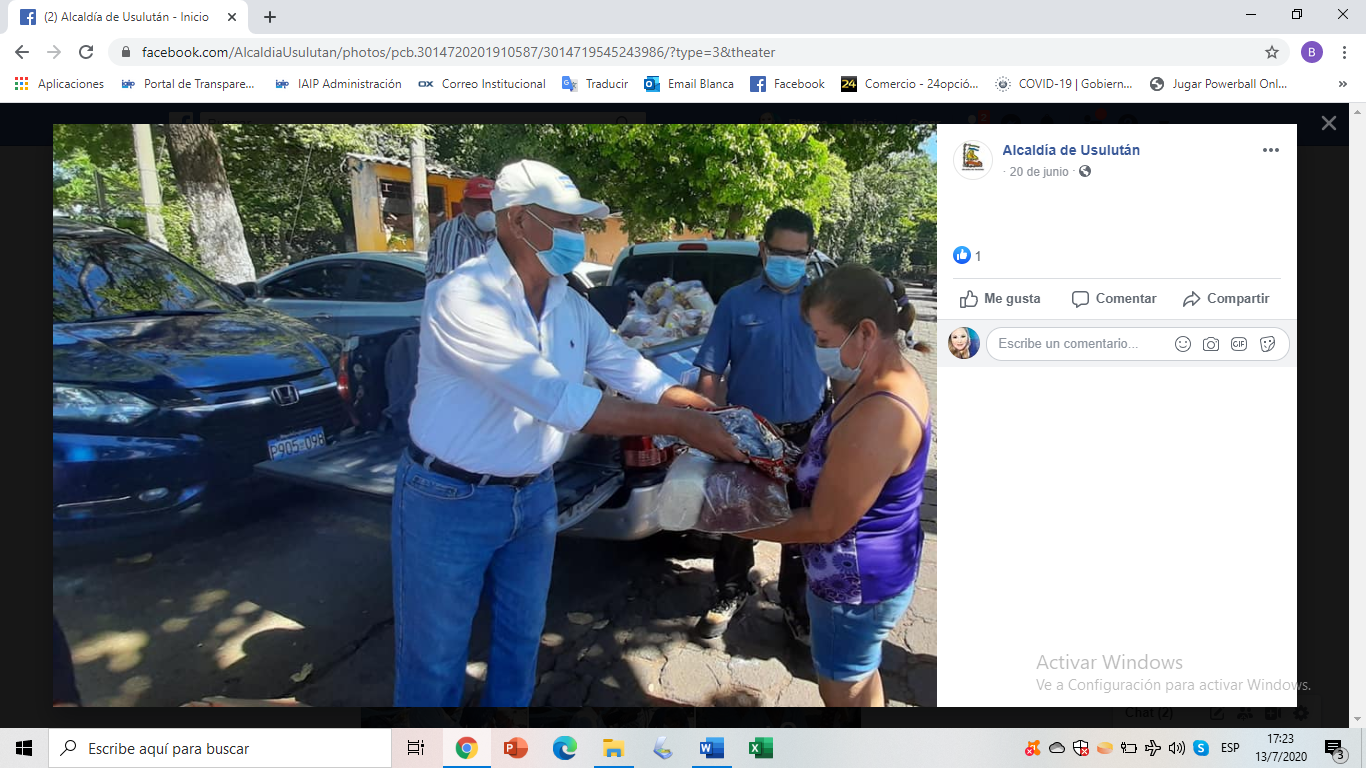 (2) Alcaldía de Usulután - Inicio
facebook.com/AlcaldiaUsulutan/photos/pcb.3014720201910587/3014719545243986/?type=3&theater
B
Aplicaciones
Portal de Transpare...
IAIP Administración
Correo Institucional
Traducir
Email Blanca
Facebook
24
Comercio - 24opció...
COVID-19 | Gobiern...
Jugar Powerball Onl...
Alcaldía de Usulután
· 20 de junio ·
1
Me gusta
Comentar
Compartir
Escribe un comentario...
GIF
P905-098
Activar Windows
Ve a Configuración para activar Windows.
Chat (2)
Escribe aquí para buscar
ESP
17:23
13/7/2020
3